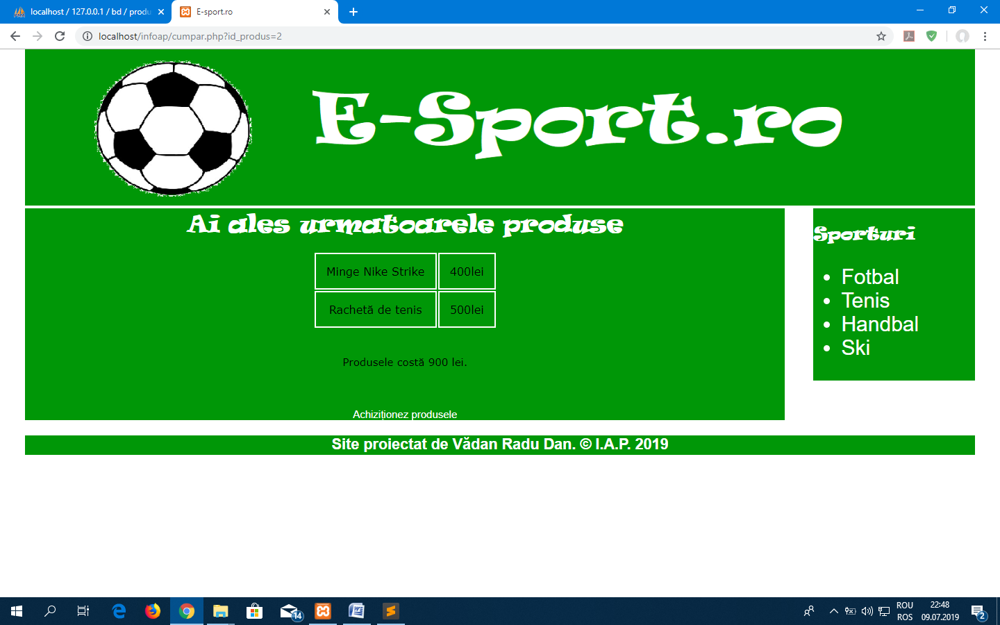 localhost / 127.0.0.1 / bd / produ
E-sport.ro
localhost/infoap/cumpar.php?id_produs=2
E-Sport.ro
Ai ales urmatoarele produse
Minge Nike Strike 400lei
Rachetă de tenis 500lei
Produsele costă 900 lei.
Achiziționez produsele
Sporturi
Fotbal
Tenis
Handbal
Ski
Site proiectat de Vădan Radu Dan. © I.A.P. 2019
14
ROU
ROS
22:48
09.07.2019
2